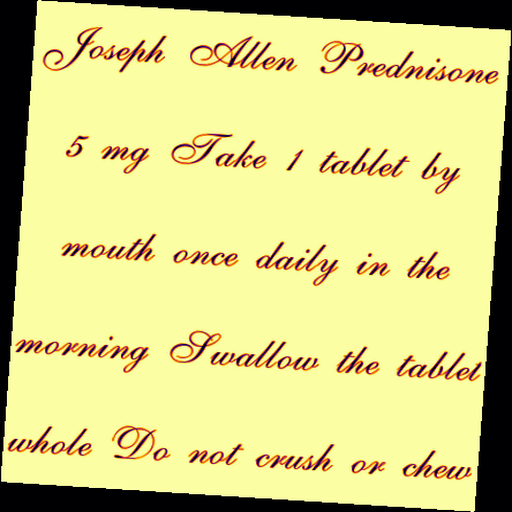 Joseph Allen Prednisone
5 mg Take 1 tablet by
mouth once daily in the
morning Swallow the tablet
whole Do not crush or chew